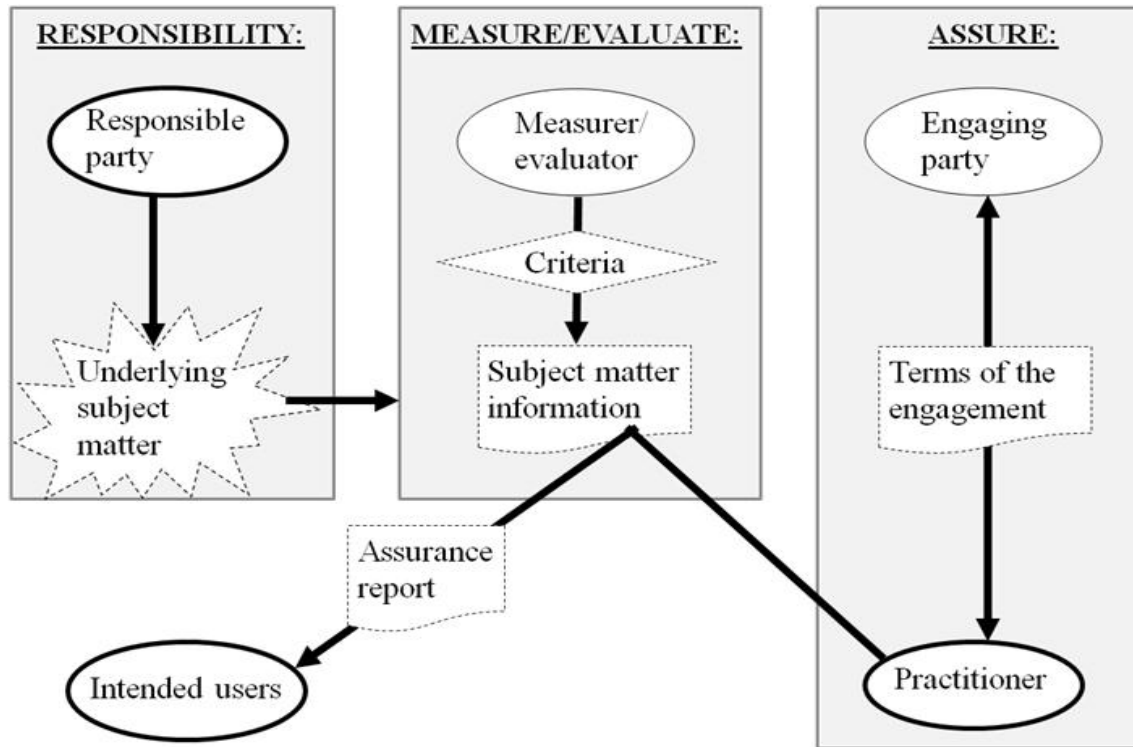 RESPONSIBILITY:
Responsible
party
Underlying
subject
matter
MEASURE/EVALUATE:
Measurer/
evaluator
Criteria
Subject matter
information
ASSURE:
Engaging
party
Terms of the
engagement
Assurance
report
Intended users
Practitioner